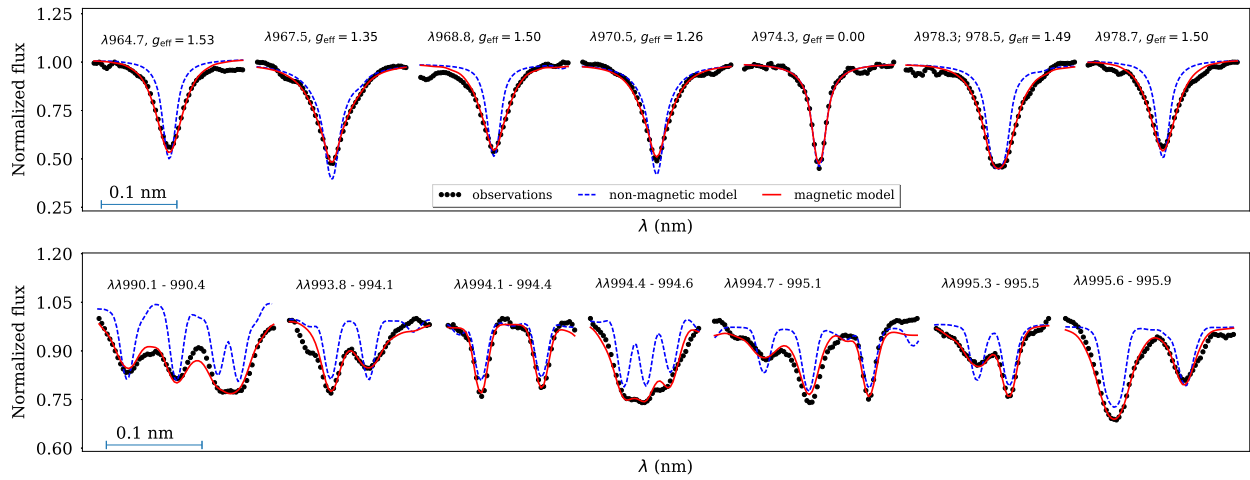 1.25
1.00
0.75
0.50
0.25
Normalized flux
λ964.7, g_eff = 1.53
λ967.5, g_eff = 1.35
λ968.8, g_eff = 1.50
λ970.5, g_eff = 1.26
λ974.3, g_eff = 0.00
λ978.3; 978.5, g_eff = 1.49
λ978.7, g_eff = 1.50
0.1 nm
observations
non-magnetic model
magnetic model
λ (nm)
1.20
1.05
0.90
0.75
0.60
Normalized flux
λλ990.1 - 990.4
λλ993.8 - 994.1
λλ994.1 - 994.4
λλ994.4 - 994.6
λλ994.7 - 995.1
λλ995.3 - 995.5
λλ995.6 - 995.9
0.1 nm
λ (nm)